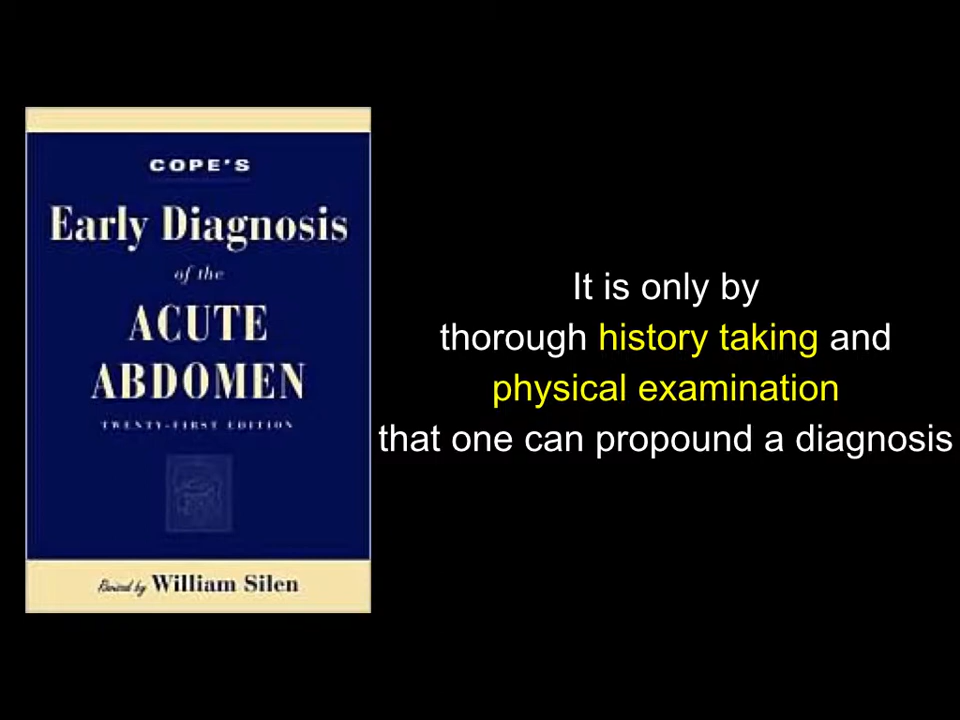 COPE'S
Early Diagnosis
of the
ACUTE
ABDOMEN
TWENTY-FIRST EDITION
Revised by William Silen
It is only by
thorough history taking and
physical examination
that one can propound a diagnosis